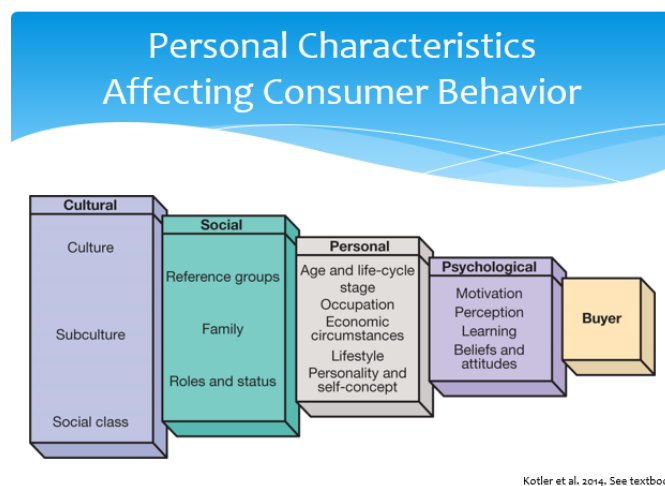 Personal Characteristics
Affecting Consumer Behavior
Cultural
Culture
Subculture
Social class
Social
Reference groups
Family
Roles and status
Personal
Age and life-cycle
stage
Occupation
Economic
circumstances
Lifestyle
Personality and
self-concept
Psychological
Motivation
Perception
Learning
Beliefs and
attitudes
Buyer
Kotler et al. 2014. See